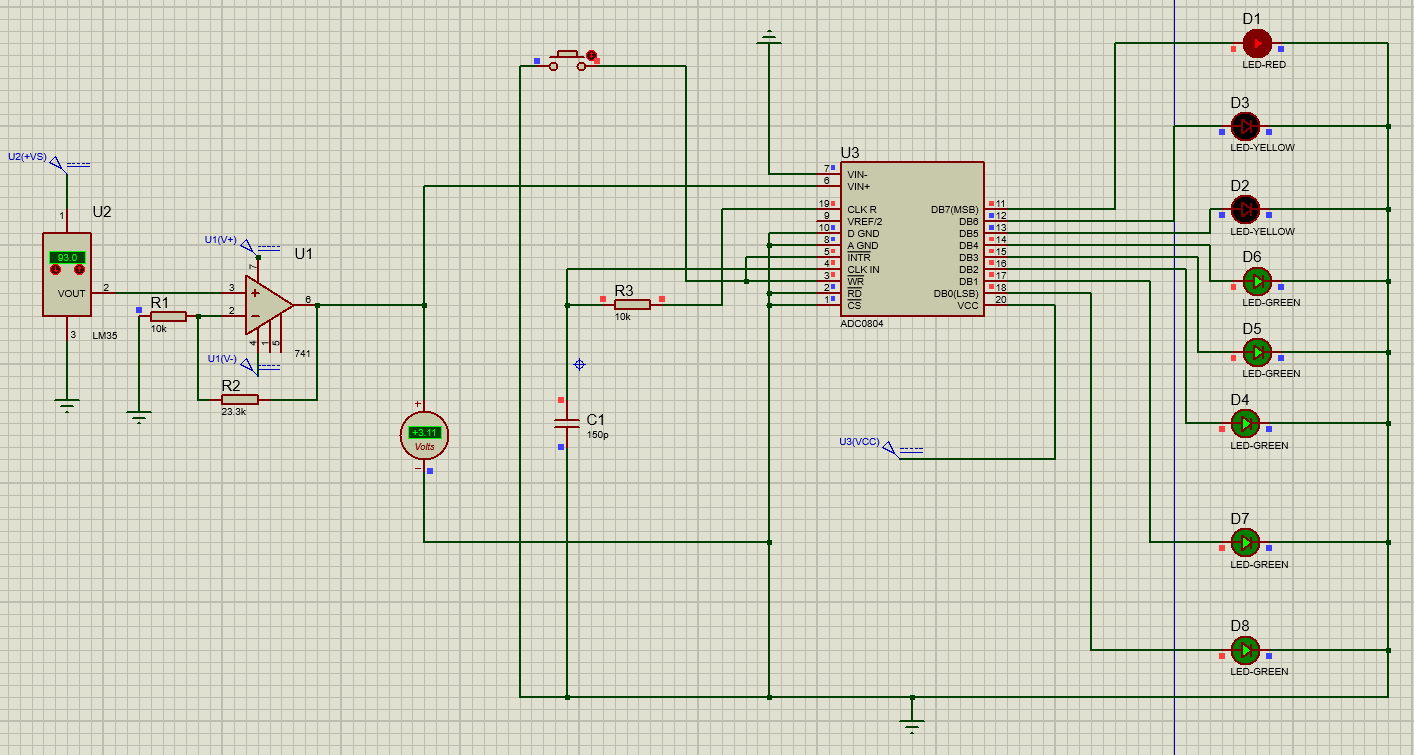 U2(+VS)
U2
1
93.0
VOUT
2
3
LM35
R1
10k
U1(V+)
7
U1
3
2
6
4
1
5
741
U1(V-)
R2
23.3k
+
+3.11
Volts
R3
10k
C1
150p
U3
7
VIN-
6
VIN+
19
CLK R
9
VREF/2
10
D GND
8
A GND
5
INTR
4
CLK IN
3
WR
2
RD
1
CS
DB7(MSB)
11
DB6
12
DB5
13
DB4
14
DB3
15
DB2
16
DB1
17
DB0(LSB)
18
VCC
20
ADC0804
U3(VCC)
D1
LED-RED
D3
LED-YELLOW
D2
LED-YELLOW
D6
LED-GREEN
D5
LED-GREEN
D4
LED-GREEN
D7
LED-GREEN
D8
LED-GREEN